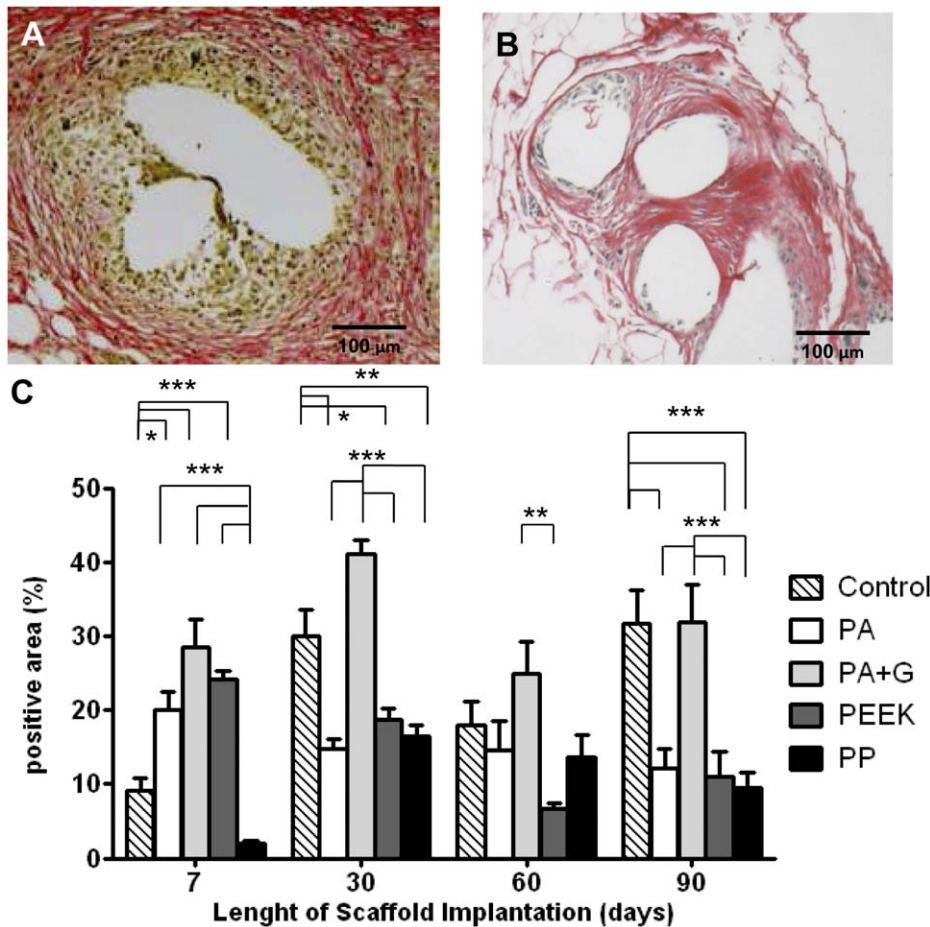 A
100 µm
B
100 µm
C
***
*
**
*
***
***
**
***
***
positive area (%)
50
40
30
20
10
0
7
30
60
90
Lenght of Scaffold Implantation (days)
Control
PA
PA+G
PEEK
PP